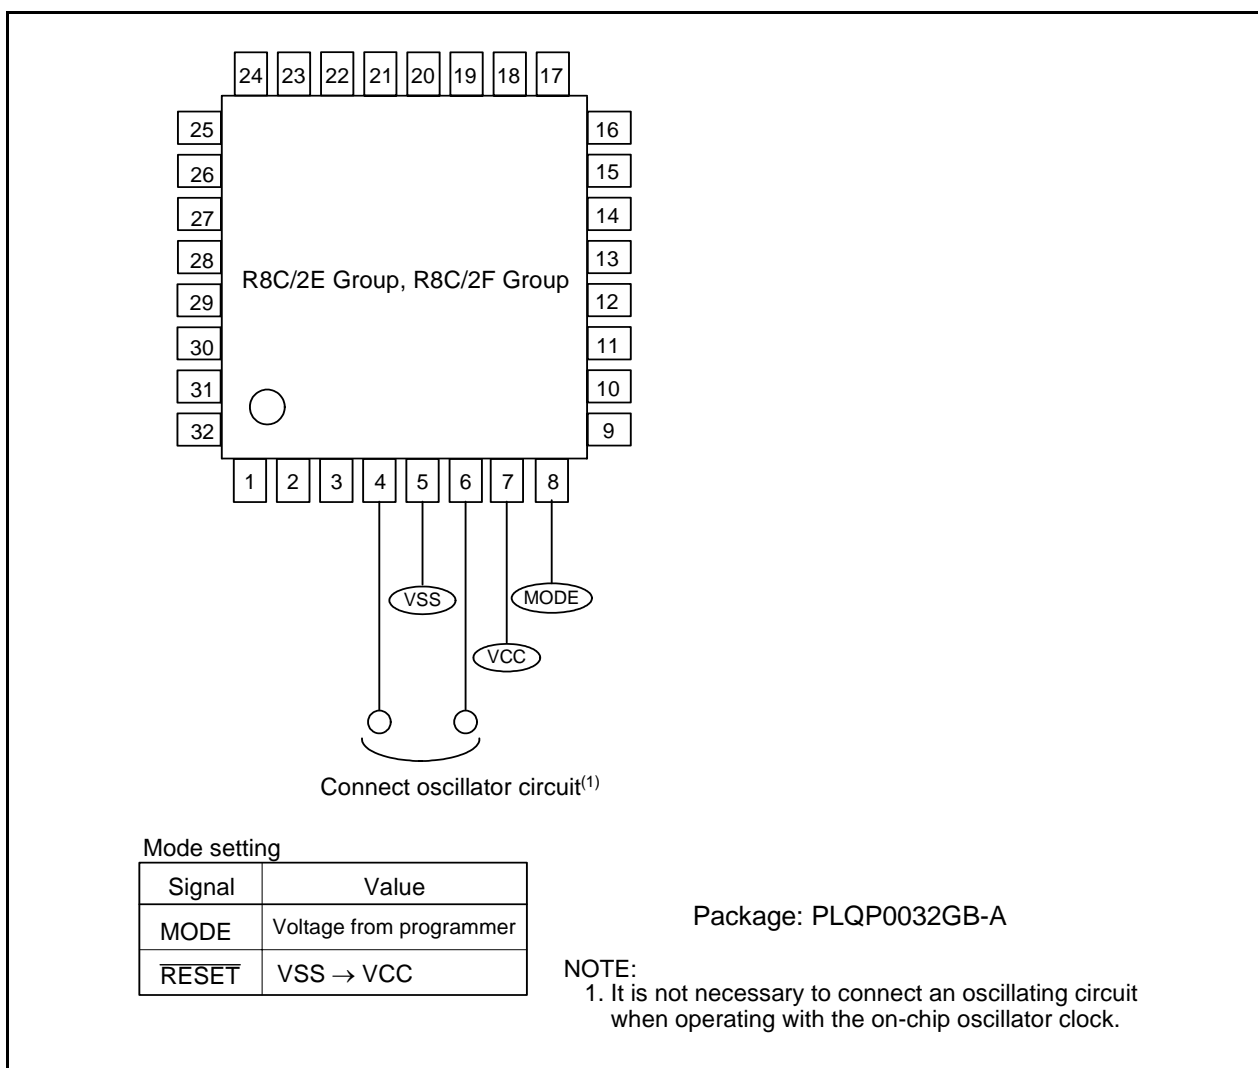 24 23 22 21 20 19 18 17
25 16
26 15
27 14
28 13
R8C/2E Group, R8C/2F Group
29 12
30 11
31 10
32 9
1 2 3 4 5 6 7 8
VSS MODE
VCC
Connect oscillator circuit(1)
Mode setting
Signal Value
MODE Voltage from programmer
RESET VSS → VCC
Package: PLQP0032GB-A
NOTE:
1. It is not necessary to connect an oscillating circuit
when operating with the on-chip oscillator clock.